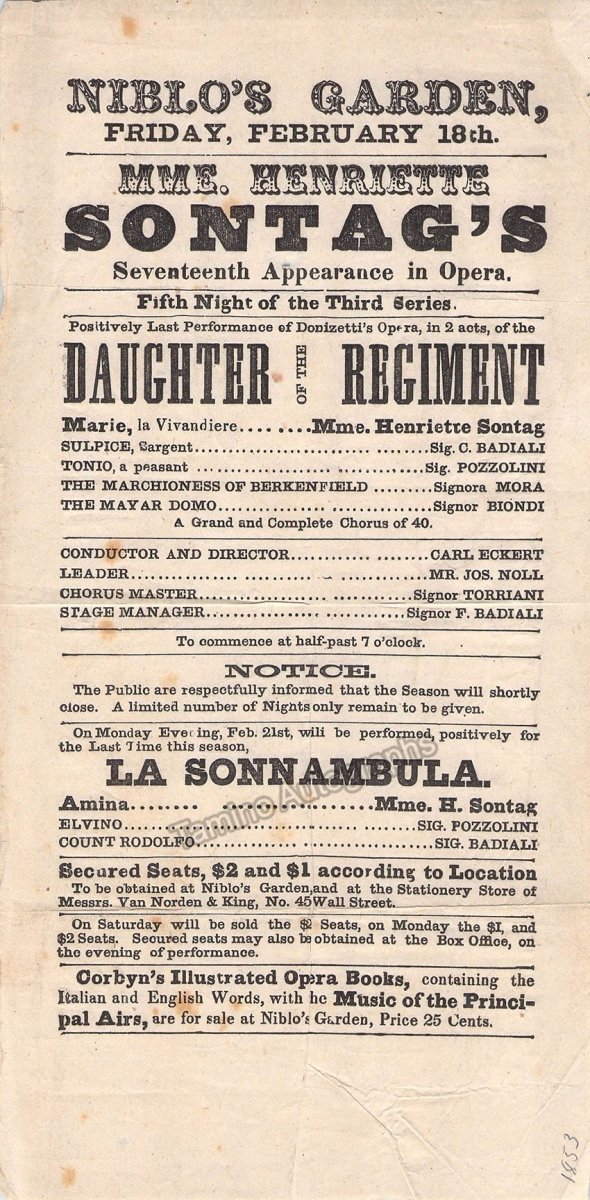 NIBLO'S GARDEN,
FRIDAY, FEBRUARY 18th.
MME. HENRIETTE
SONTAG'S
Seventeenth Appearance in Opera.
Fifth Night of the Third Series.
Positively Last Performance of Donizetti's Opera, in 2 acts, of the
DAUGHTER OF THE REGIMENT
Marie, la Vivandiere........Mme. Henriette Sontag
SULPICE, Sargent..................................Sig. C. BADIALI
TONIO, a peasant ..................................Sig. POZZOLINI
THE MARCHIONESS OF BERKENFIELD .........Signora MORA
THE MAYAR DOMO................................Signor BIONDI
A Grand and Complete Chorus of 40.
CONDUCTOR AND DIRECTOR....................CARL ECKERT
LEADER.......................................MR. JOS. NOLL
CHORUS MASTER..............................Signor TORRIANI
STAGE MANAGER.............................Signor F. BADIALI
To commence at half-past 7 o'clock.
NOTICE.
The Public are respectfully informed that the Season will shortly
close. A limited number of Nights only remain to be given.
On Monday Evening, Feb. 21st, will be performed, positively for
the Last Time this season,
LA SONNAMBULA.
Amina........ ..................Mme. H. Sontag
ELVINO.......................................SIG. POZZOLINI
COUNT RODOLFO..............................SIG. BADIALI
Tamino Autographs
Secured Seats, $2 and $1 according to Location
To be obtained at Niblo's Garden,and at the Stationery Store of
Messrs. Van Norden & King, No. 45 Wall Street.
On Saturday will be sold the $2 Seats, on Monday the $1, and
$2 Seats. Secured seats may also be obtained at the Box Office, on
the evening of performance.
Corbyn's Illustrated Opera Books, containing the
Italian and English Words, with he Music of the Princi-
pal Airs, are for sale at Niblo's Garden, Price 25 Cents.
1853